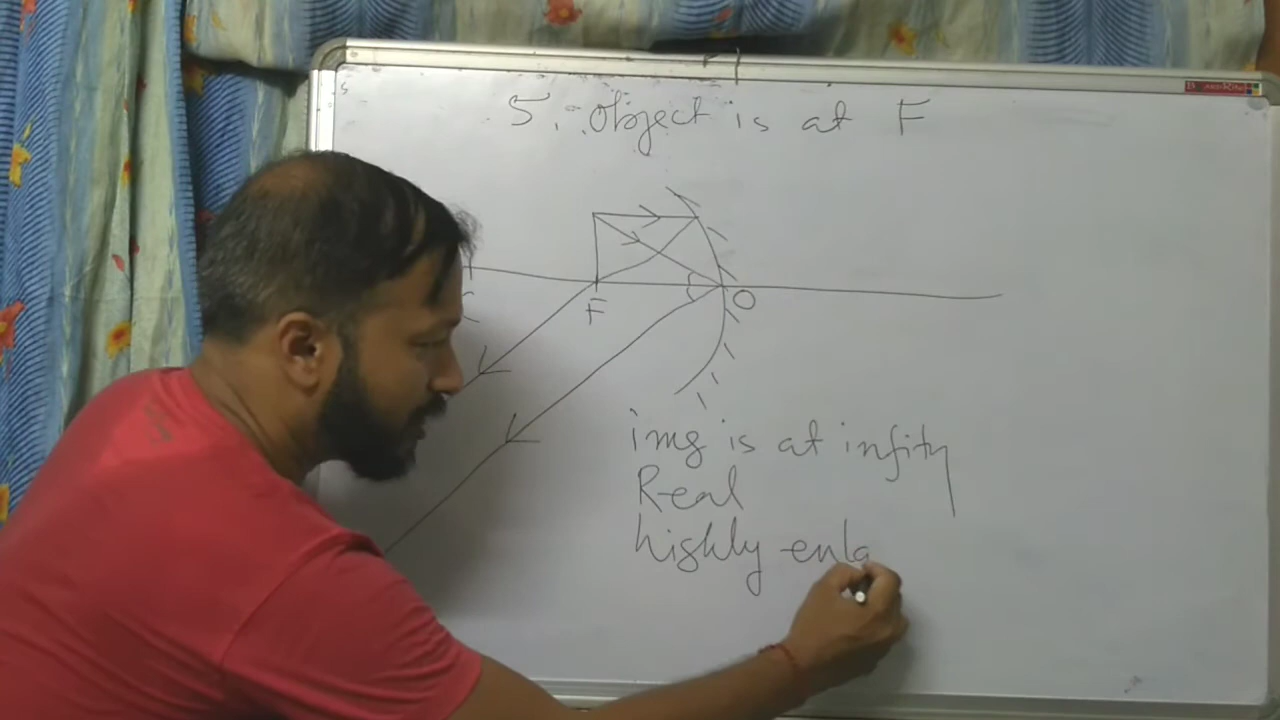 5. Object is at F
F
O
img is at infity
Real
highly enla